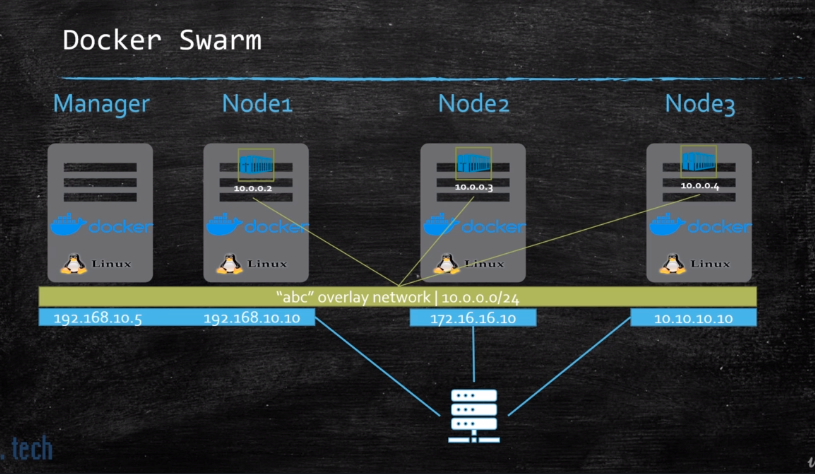 Docker Swarm
Manager
Node1
Node2
Node3
10.0.0.2
10.0.0.3
10.0.0.4
docker
docker
docker
docker
Linux
Linux
Linux
Linux
"abc" overlay network | 10.0.0.0/24
192.168.10.5
192.168.10.10
172.16.16.10
10.10.10.10
. tech